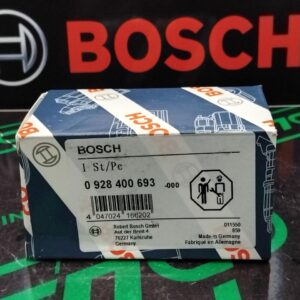 BOSCH
BOSCH
1 St/Pc
0 928 400 693 -000
4 047024 166202
Robert Bosch GmbH
Auf der Breit 4
76227 Karlsruhe
Germany
Made in Germany
Fabriqué en Allemagne